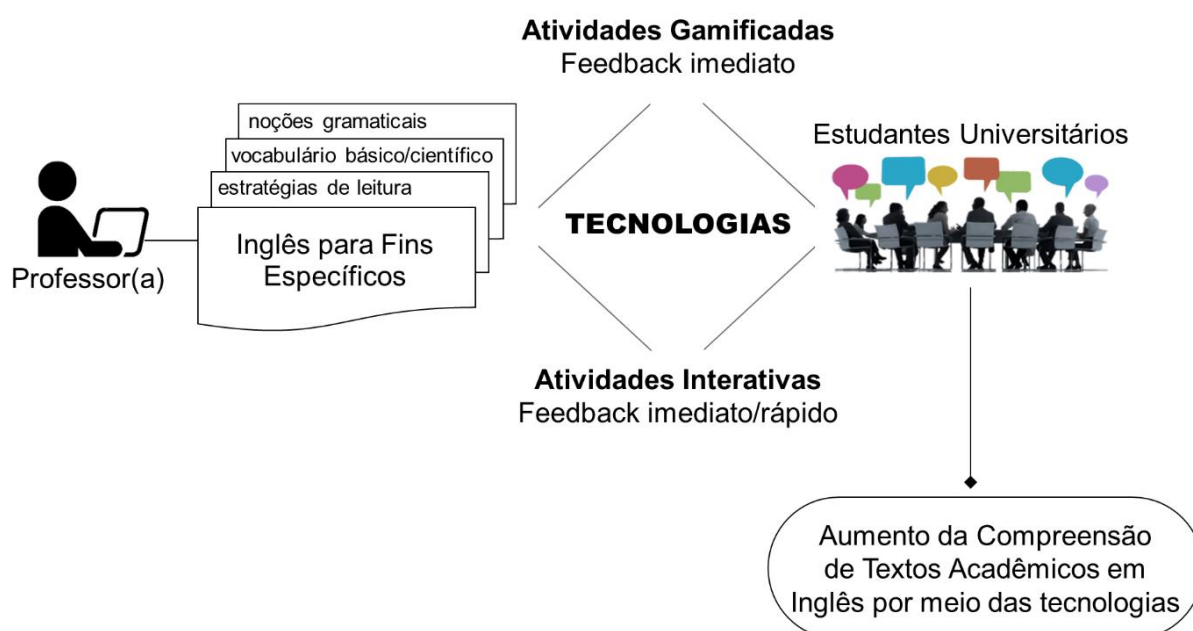 Atividades Gamificadas
Feedback imediato
noções gramaticais
vocabulário básico/científico
estratégias de leitura
Inglês para Fins
Específicos
Professor(a)
TECNOLOGIAS
Estudantes Universitários
Atividades Interativas
Feedback imediato/rápido
Aumento da Compreensão
de Textos Acadêmicos em
Inglês por meio das tecnologias